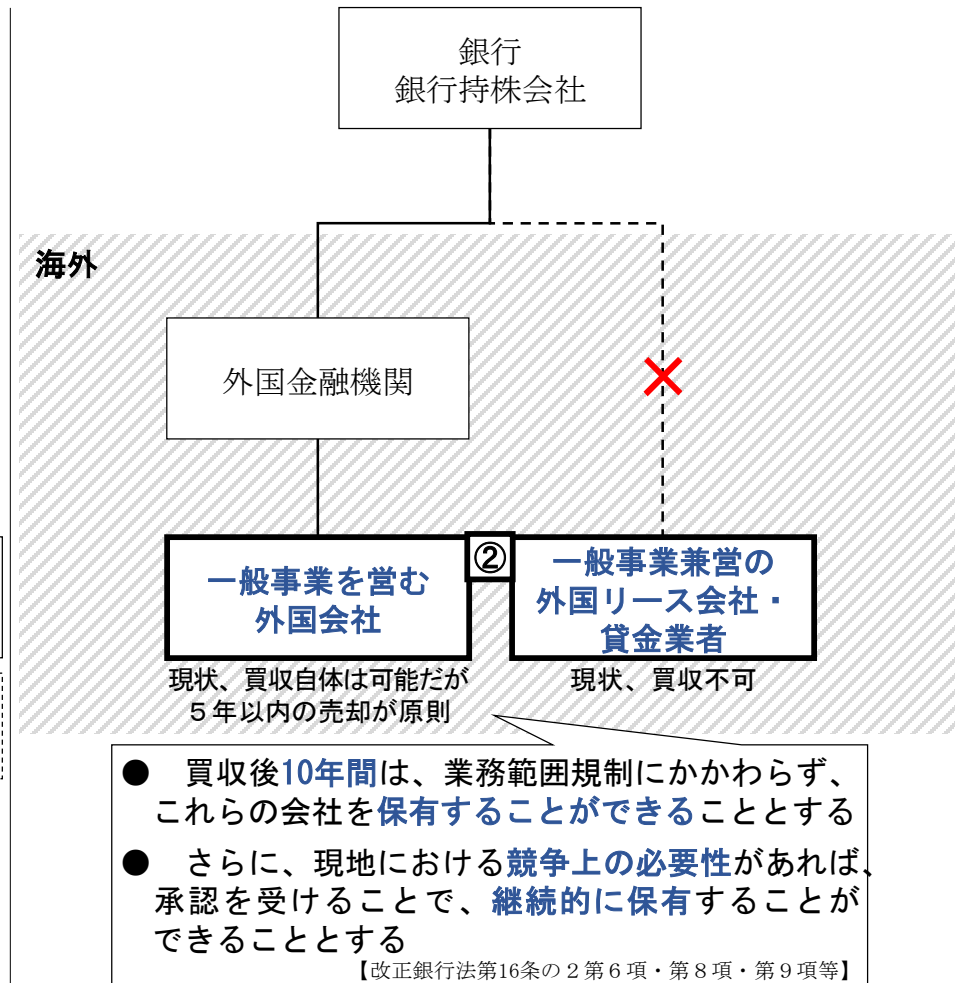 銀行
銀行持株会社
海外
外国金融機関
一般事業を営む
外国会社
②
一般事業兼営の
外国リース会社・
貸金業者
現状、買収自体は可能だが
５年以内の売却が原則
現状、買収不可
●　買収後10年間は、業務範囲規制にかかわらず、
これらの会社を保有することができることとする
●　さらに、現地における競争上の必要性があれば、
承認を受けることで、継続的に保有することが
できることとする
【改正銀行法第16条の２第６項・第８項・第９項等】